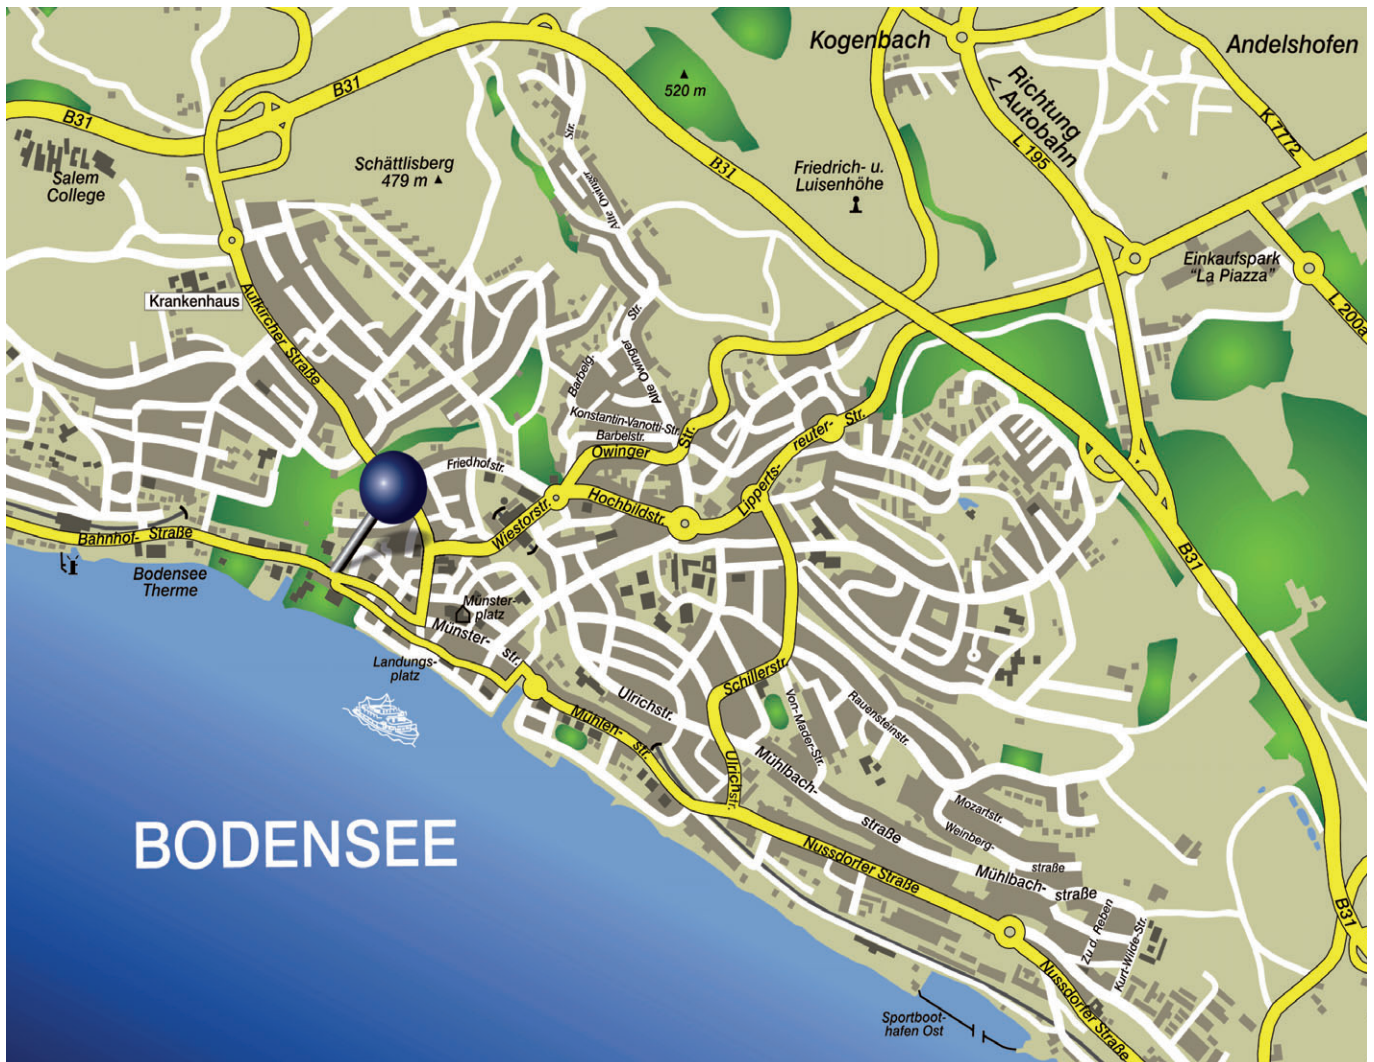 Kogenbach
Andelshofen
B31
520 m
Richtung
< Autobahn
L 195
K 7772
B31
Salem
College
Schättlisberg
479 m
Str.
Alte Owinger
B31
Friedrich- u.
Luisenhöhe
Einkaufspark
"La Piazza"
L 200a
Krankenhaus
Aufkircher Straße
Str.
Alte Owinger
Barbelg.
Konstantin-Vanotti-Str.
Barbelstr.
Owinger
Str.
Lipperts-
reuter-
Str.
Friedhofstr.
Wiestorstr.
Hochbildstr.
Bahnhof- Straße
Bodensee
Therme
Münster-
platz
Münster-
str.
Landungs-
platz
B31
Schillerstr.
Ulrichstr.
Von-Mader-Str.
Rauensteinstr.
Mühlen-
str.
Ulrichstr.
Mühlbach-
straße
Mozartstr.
Weinberg-
straße
Mühlbach-
straße
BODENSEE
Nussdorfer Straße
Zu d. Reben
Kurt-Wilde-Str.
B31
Nussdorfer Straße
Sportboot-
hafen Ost